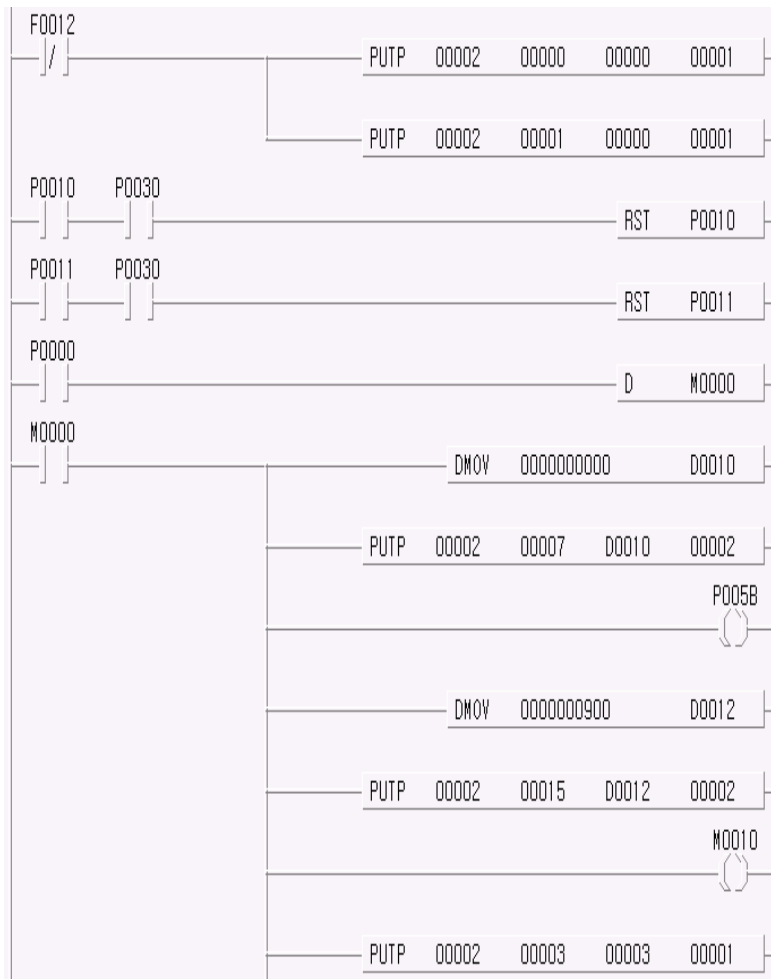 F0012
/ PUTP 00002 00000 00000 00001
PUTP 00002 00001 00000 00001
P0010 P0030
RST P0010
P0011 P0030
RST P0011
P0000
D M0000
M0000
DMOV 0000000000 D0010
PUTP 00002 00007 D0010 00002
P005B
DMOV 0000000900 D0012
PUTP 00002 00015 D0012 00002
M0010
PUTP 00002 00003 00003 00001